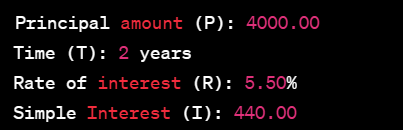 Principal amount (P): 4000.00
Time (T): 2 years
Rate of interest (R): 5.50%
Simple Interest (I): 440.00